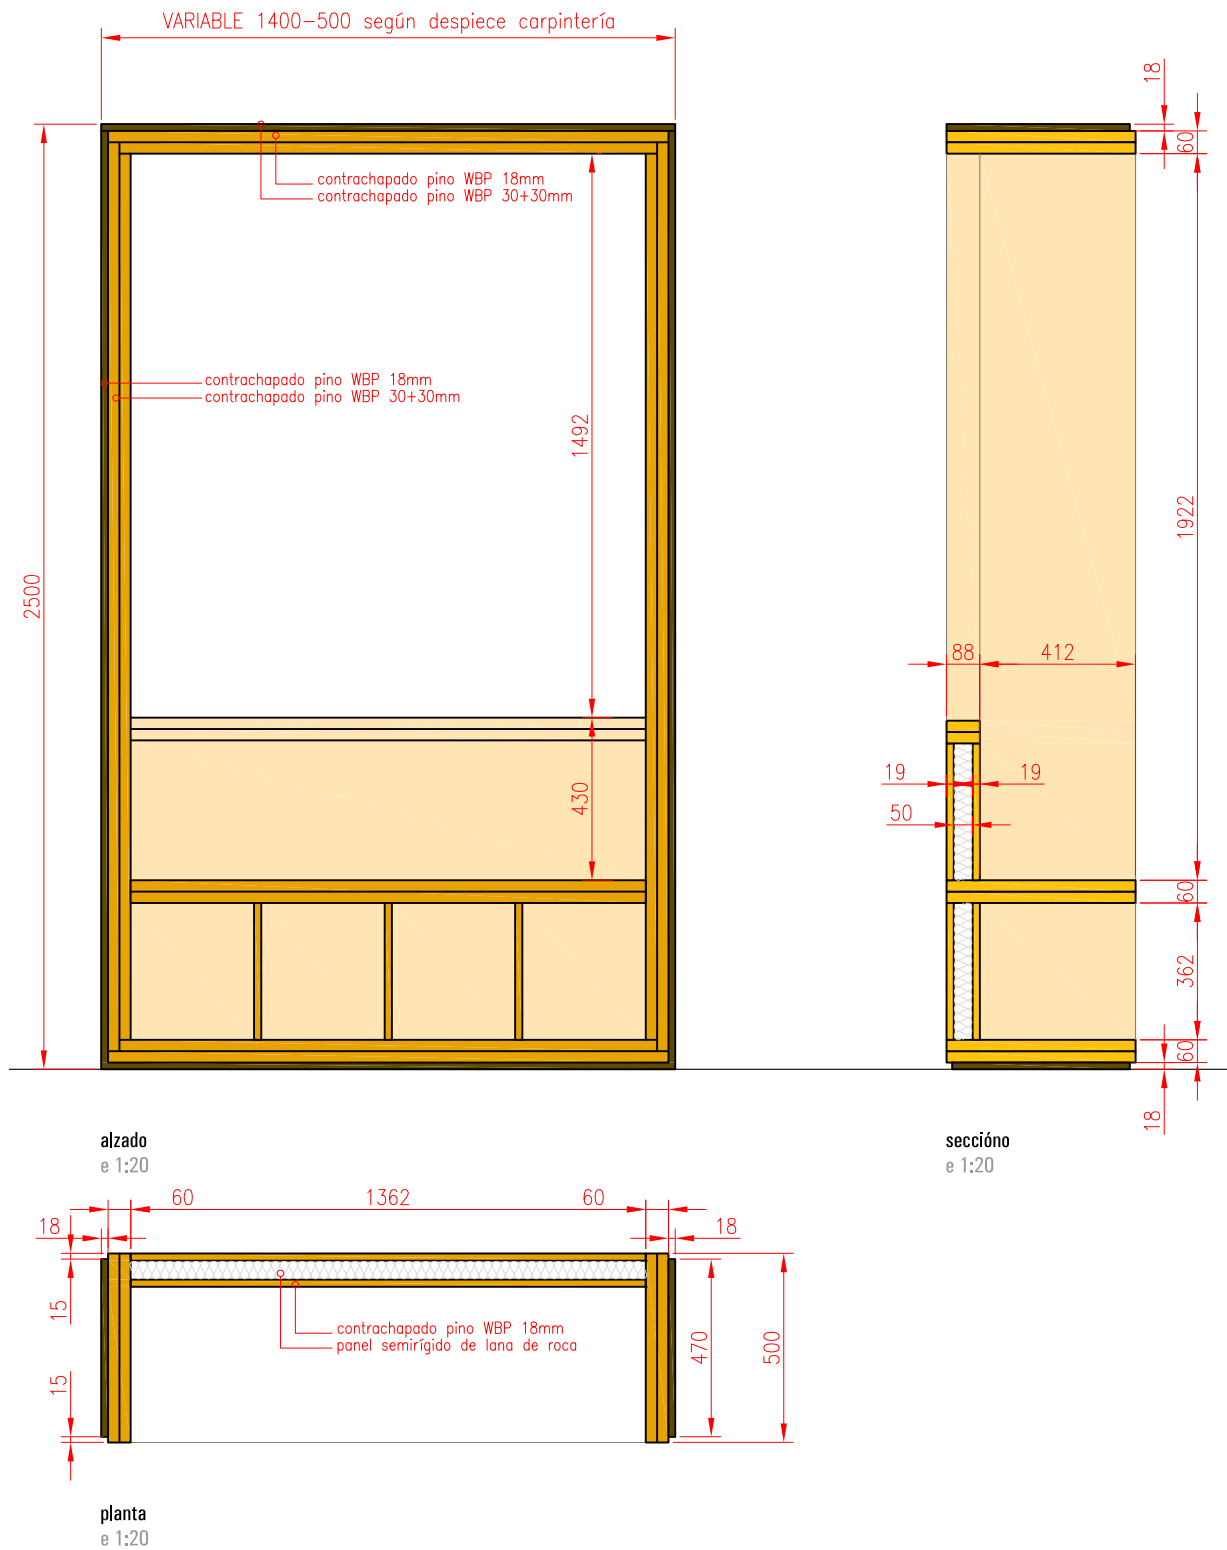 VARIABLE 1400-500 según despiece carpintería
18
60
contrachapado pino WBP 18mm
contrachapado pino WBP 30+30mm
contrachapado pino WBP 18mm
contrachapado pino WBP 30+30mm
1492
1922
2500
88
412
19
19
50
430
60
362
60
18
alzado
e 1:20
seccióno
e 1:20
60
1362
60
18
18
15
contrachapado pino WBP 18mm
panel semirígido de lana de roca
470
500
15
planta
e 1:20